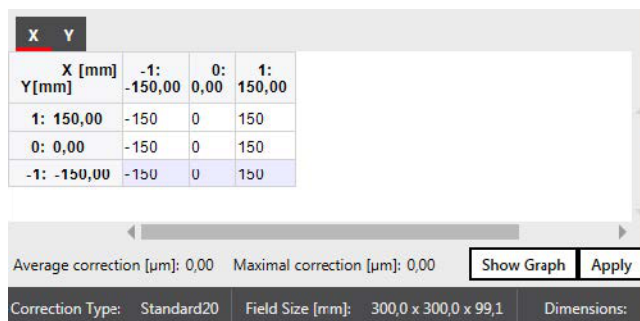 X Y
X [mm] -1: 0: 1:
Y[mm] -150,00 0,00 150,00
1: 150,00 -150 0 150
0: 0,00 -150 0 150
-1: -150,00 -150 0 150
Average correction [µm]: 0,00 Maximal correction [µm]: 0,00 Show Graph Apply
Correction Type: Standard20 Field Size [mm]: 300,0 x 300,0 x 99,1 Dimensions: